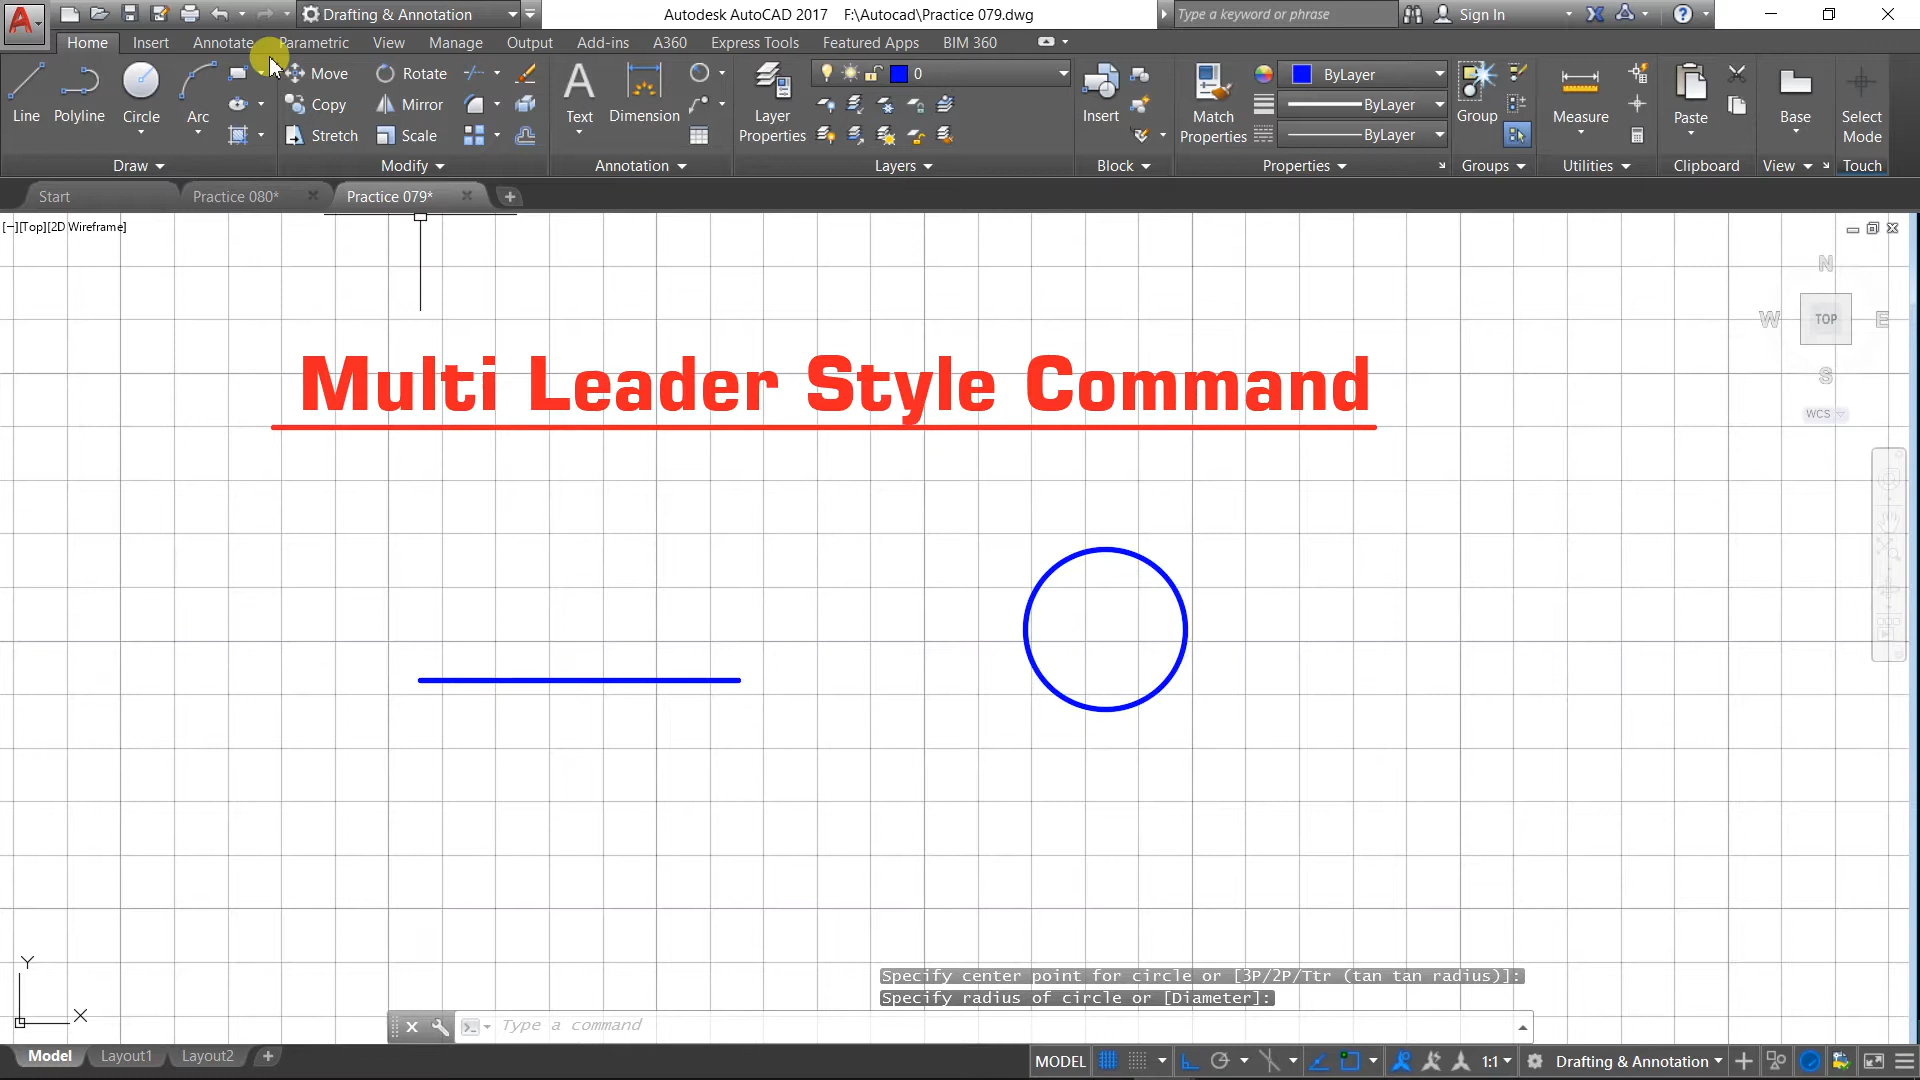 Drafting & Annotation
Autodesk AutoCAD 2017 F:\Autocad\Practice 079.dwg
Type a keyword or phrase
Sign In
Home Insert Annotate Parametric View Manage Output Add-ins A360 Express Tools Featured Apps BIM 360
Line Polyline Circle Arc
Move Rotate
Copy Mirror
Stretch Scale
Text Dimension
Layer Properties
0
Insert
Match Properties
ByLayer
ByLayer
ByLayer
Group
Measure
Paste
Base
Select Mode
Draw Modify Annotation Layers Block Properties Groups Utilities Clipboard View Touch
Start Practice 080* Practice 079*
[−][Top][2D Wireframe]
N
W TOP E
S
WCS
Multi Leader Style Command
Y
X
Specify center point for circle or [3P/2P/Ttr (tan tan radius)]:
Specify radius of circle or [Diameter]:
Type a command
Model Layout1 Layout2
MODEL 1:1 Drafting & Annotation